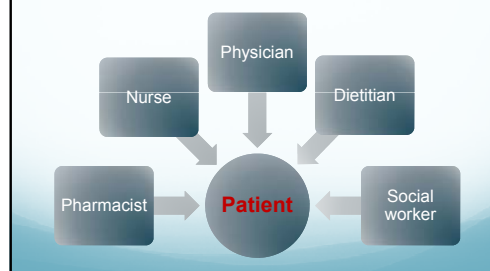 Physician
Nurse
Dietitian
Pharmacist
Patient
Social
worker